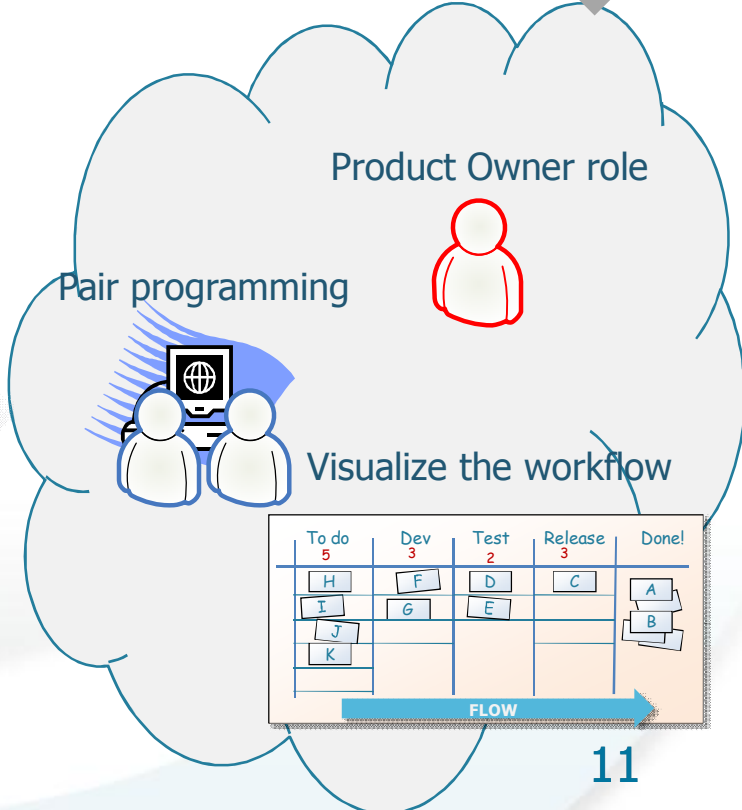 Product Owner role
Pair programming
Visualize the workflow
To do Dev Test Release Done!
5 3 2 3
H F D C A
I G E B
J
K
FLOW
11